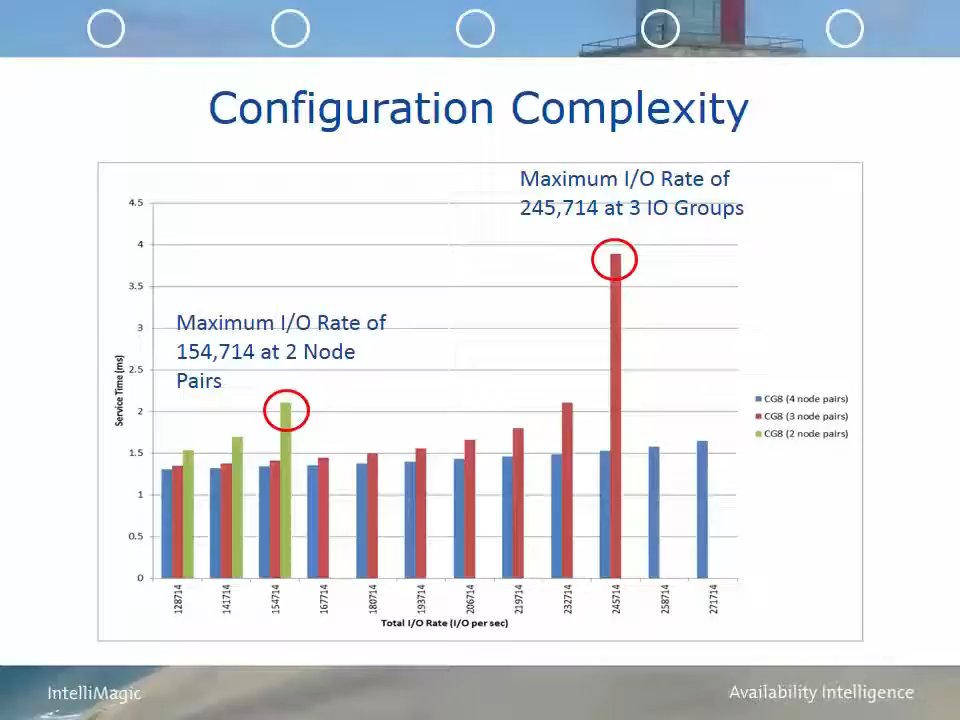 Configuration Complexity
Maximum I/O Rate of
245,714 at 3 IO Groups
Maximum I/O Rate of
154,714 at 2 Node
Pairs
Service Time (ms)
4.5
4
3.5
3
2.5
2
1.5
1
0.5
0
128714
141714
154714
167714
180714
193714
206714
219714
232714
245714
258714
271714
Total I/O Rate (I/O per sec)
CG8 (4 node pairs)
CG8 (3 node pairs)
CG8 (2 node pairs)
IntelliMagic
Availability Intelligence